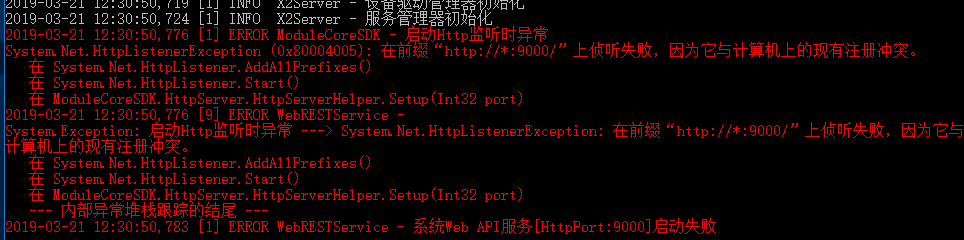 2019-03-21 12:30:50,719 [1] INFO  X2Server - 设备驱动管理器初始化
2019-03-21 12:30:50,724 [1] INFO  X2Server - 服务管理器初始化
2019-03-21 12:30:50,776 [1] ERROR ModuleCoreSDK - 启动Http监听时异常
System.Net.HttpListenerException (0x80004005): 在前缀“http://*:9000/”上侦听失败，因为它与计算机上的现有注册冲突。
   在 System.Net.HttpListener.AddAllPrefixes()
   在 System.Net.HttpListener.Start()
   在 ModuleCoreSDK.HttpServer.HttpServerHelper.Setup(Int32 port)
2019-03-21 12:30:50,776 [9] ERROR WebRESTService -
System.Exception: 启动Http监听时异常 ---> System.Net.HttpListenerException: 在前缀“http://*:9000/”上侦听失败，因为它与
计算机上的现有注册冲突。
   在 System.Net.HttpListener.AddAllPrefixes()
   在 System.Net.HttpListener.Start()
   在 ModuleCoreSDK.HttpServer.HttpServerHelper.Setup(Int32 port)
   --- 内部异常堆栈跟踪的结尾 ---
2019-03-21 12:30:50,783 [1] ERROR WebRESTService - 系统Web API服务[HttpPort:9000]启动失败